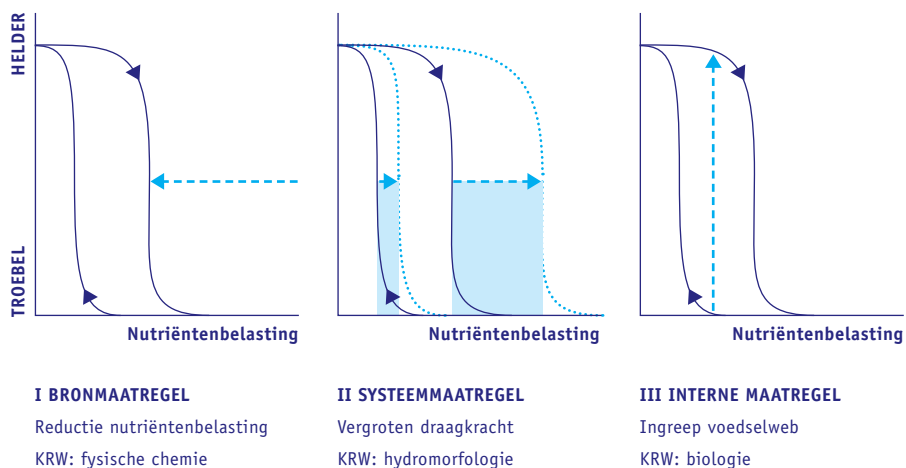 HELDER
TROEBEL
Nutriëntenbelasting
Nutriëntenbelasting
Nutriëntenbelasting
I BRONMAATREGEL
Reductie nutriëntenbelasting
KRW: fysische chemie
II SYSTEEMMAATREGEL
Vergroten draagkracht
KRW: hydromorfologie
III INTERNE MAATREGEL
Ingreep voedselweb
KRW: biologie